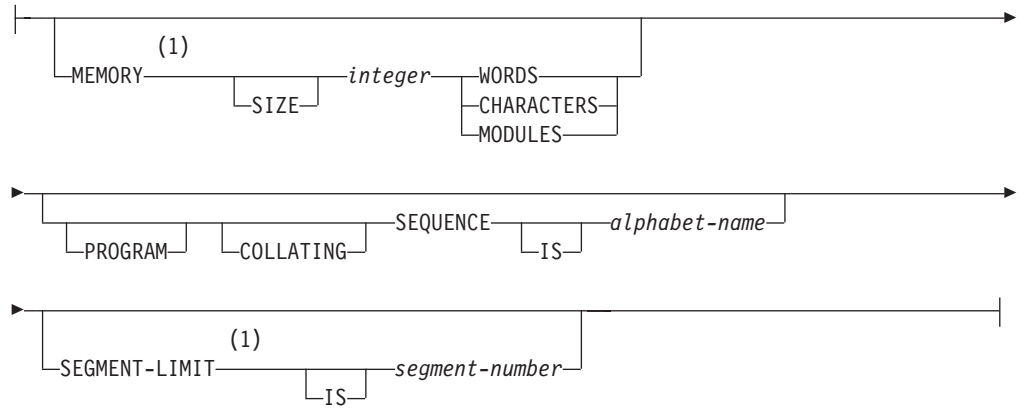 (1)
MEMORY integer WORDS
SIZE CHARACTERS
MODULES
SEQUENCE alphabet-name
PROGRAM COLLATING IS
(1)
SEGMENT-LIMIT segment-number
IS